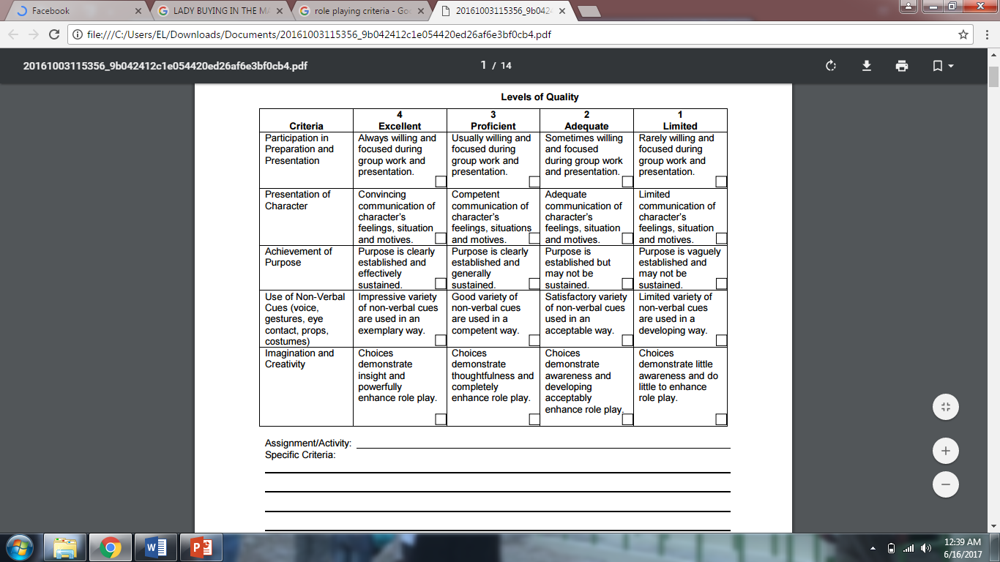 Facebook
LADY BUYING IN THE MA
role playing criteria - Goo
20161003115356_9b042
file:///C:/Users/EL/Downloads/Documents/20161003115356_9b042412c1e054420ed26af6e3bf0cb4.pdf
20161003115356_9b042412c1e054420ed26af6e3bf0cb4.pdf
1 / 14
Levels of Quality
Criteria
4
Excellent
3
Proficient
2
Adequate
1
Limited
Participation in
Preparation and
Presentation
Always willing and
focused during
group work and
presentation.
Usually willing and
focused during
group work and
presentation.
Sometimes willing
and focused
during group work
and presentation.
Rarely willing and
focused during
group work and
presentation.
Presentation of
Character
Convincing
communication of
character's
feelings, situation
and motives.
Competent
communication of
character's
feelings, situations
and motives.
Adequate
communication of
character's
feelings, situation
and motives.
Limited
communication of
character's
feelings, situation
and motives.
Achievement of
Purpose
Purpose is clearly
established and
effectively
sustained.
Purpose is clearly
established and
generally
sustained.
Purpose is
established but
may not be
sustained.
Purpose is vaguely
established and
may not be
sustained.
Use of Non-Verbal
Cues (voice,
gestures, eye
contact, props,
costumes)
Impressive variety
of non-verbal cues
are used in an
exemplary way.
Good variety of
non-verbal cues
are used in a
competent way.
Satisfactory variety
of non-verbal cues
used in an
acceptable way.
Limited variety of
non-verbal cues
are used in a
developing way.
Imagination and
Creativity
Choices
demonstrate
insight and
powerfully
enhance role play.
Choices
demonstrate
thoughtfulness and
completely
enhance role play.
Choices
demonstrate
awareness and
developing
acceptably
enhance role play.
Choices
demonstrate little
awareness and do
little to enhance
role play.
Assignment/Activity:
Specific Criteria:
12:39 AM
6/16/2017